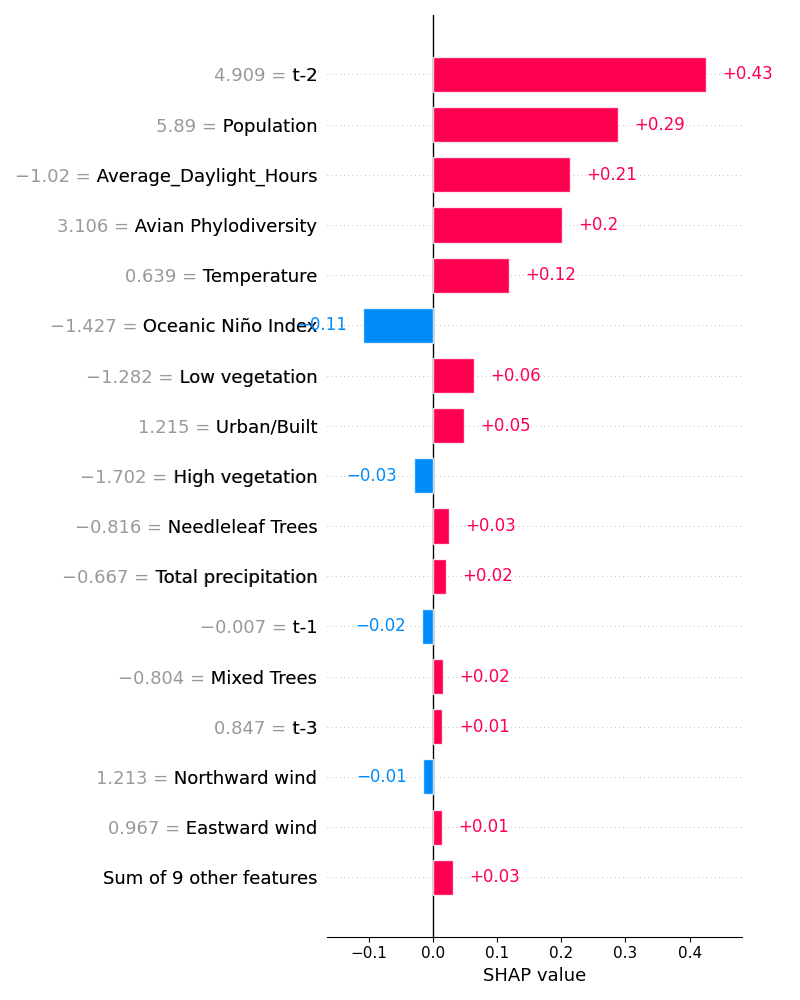 4.909 = t-2 +0.43
5.89 = Population +0.29
−1.02 = Average_Daylight_Hours +0.21
3.106 = Avian Phylodiversity +0.2
0.639 = Temperature +0.12
−1.427 = Oceanic Niño Index −0.11
−1.282 = Low vegetation +0.06
1.215 = Urban/Built +0.05
−1.702 = High vegetation −0.03
−0.816 = Needleleaf Trees +0.03
−0.667 = Total precipitation +0.02
−0.007 = t-1 −0.02
−0.804 = Mixed Trees +0.02
0.847 = t-3 +0.01
1.213 = Northward wind −0.01
0.967 = Eastward wind +0.01
Sum of 9 other features +0.03
−0.1 0.0 0.1 0.2 0.3 0.4
SHAP value